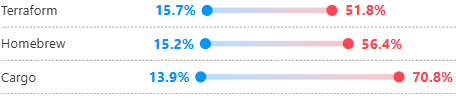 Terraform 15.7% 51.8%
Homebrew 15.2% 56.4%
Cargo 13.9% 70.8%